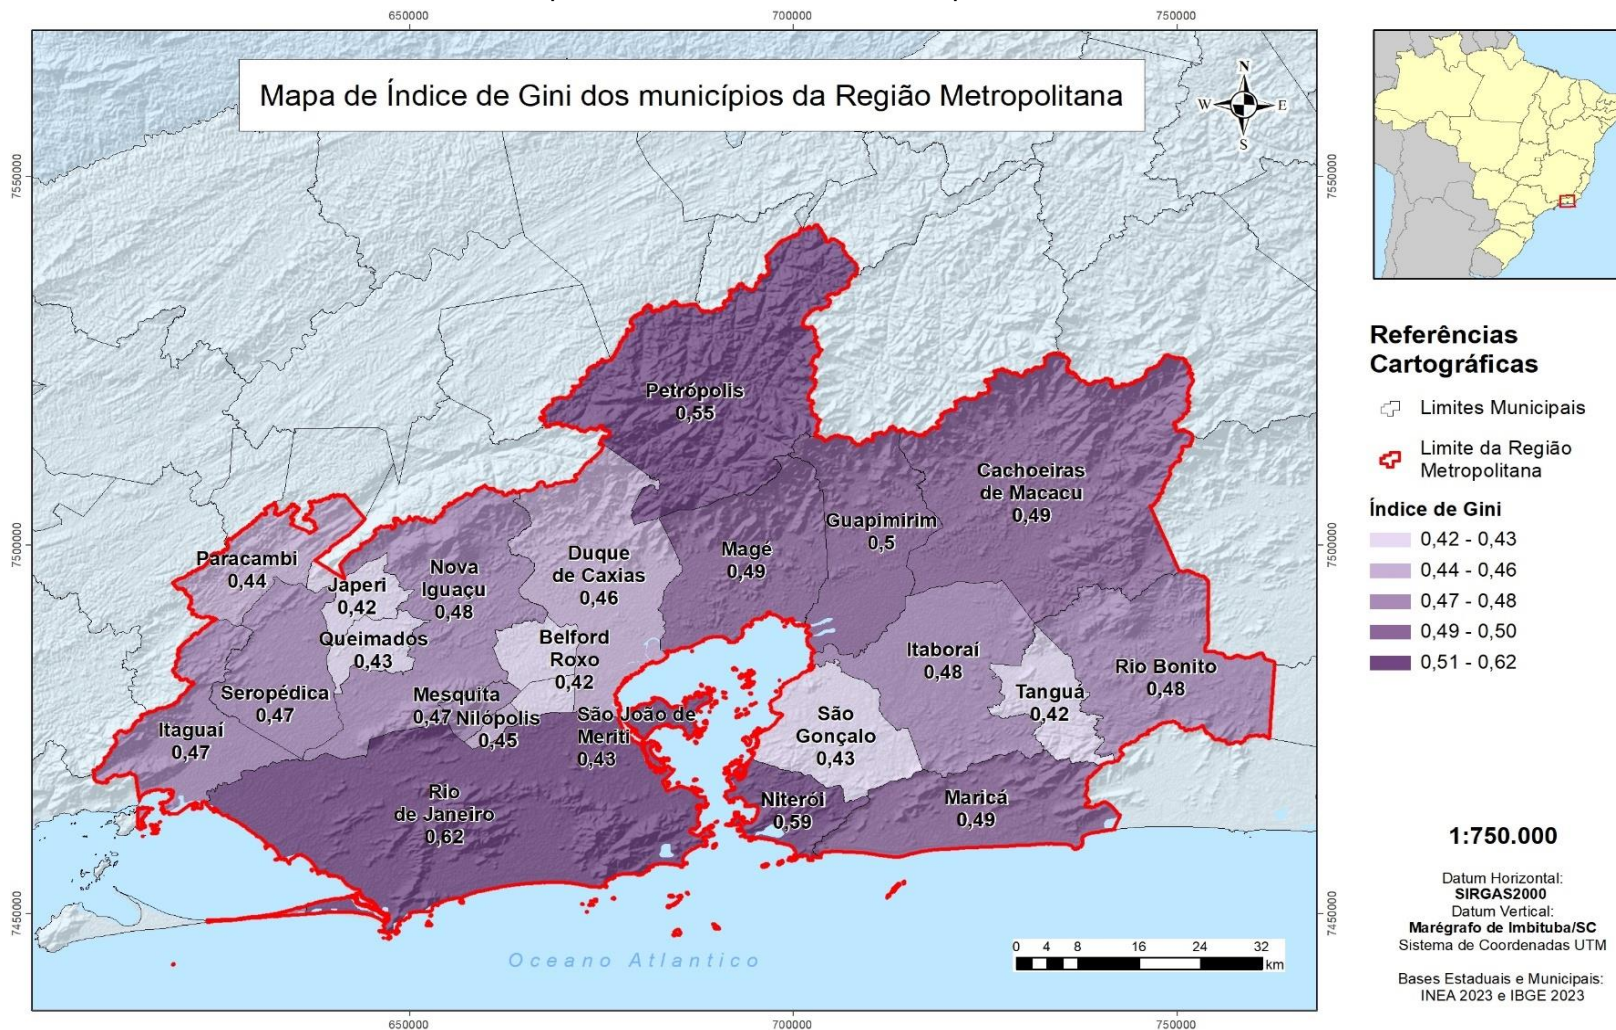 650000
700000
750000
Mapa de Índice de Gini dos municípios da Região Metropolitana
N
W
E
S
7550000
7550000
Petrópolis
0,55
Cachoeiras
de Macacu
0,49
Guapimirim
0,5
Magé
0,49
Duque
de Caxias
0,46
Nova
Iguaçu
0,48
Paracambi
0,44
Japeri
0,42
Queimados
0,43
Belford
Roxo
0,42
Itaboraí
0,48
Rio Bonito
0,48
Tanguá
0,42
Seropédica
0,47
Mesquita
0,47
Nilópolis
0,45
São João de
Meriti
0,43
São
Gonçalo
0,43
Itaguaí
0,47
Rio
de Janeiro
0,62
Niterói
0,59
Maricá
0,49
7500000
7500000
7450000
7450000
Oceano Atlantico
0 4 8 16 24 32
km
650000
700000
750000
Referências
Cartográficas
Limites Municipais
Limite da Região
Metropolitana
Índice de Gini
0,42 - 0,43
0,44 - 0,46
0,47 - 0,48
0,49 - 0,50
0,51 - 0,62
1:750.000
Datum Horizontal:
SIRGAS2000
Datum Vertical:
Marégrafo de Imbituba/SC
Sistema de Coordenadas UTM
Bases Estaduais e Municipais:
INEA 2023 e IBGE 2023